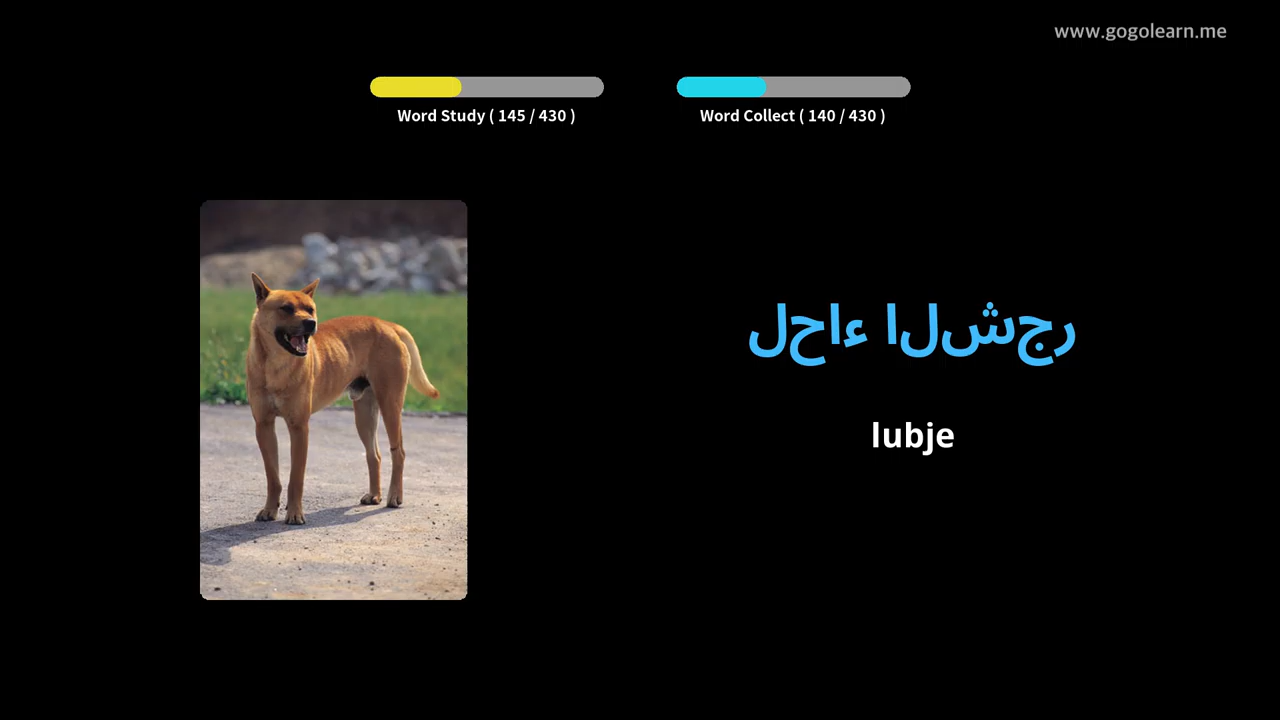 www.gogolearn.me
Word Study ( 145 / 430 )
Word Collect ( 140 / 430 )
لحاء الشجر
lubje